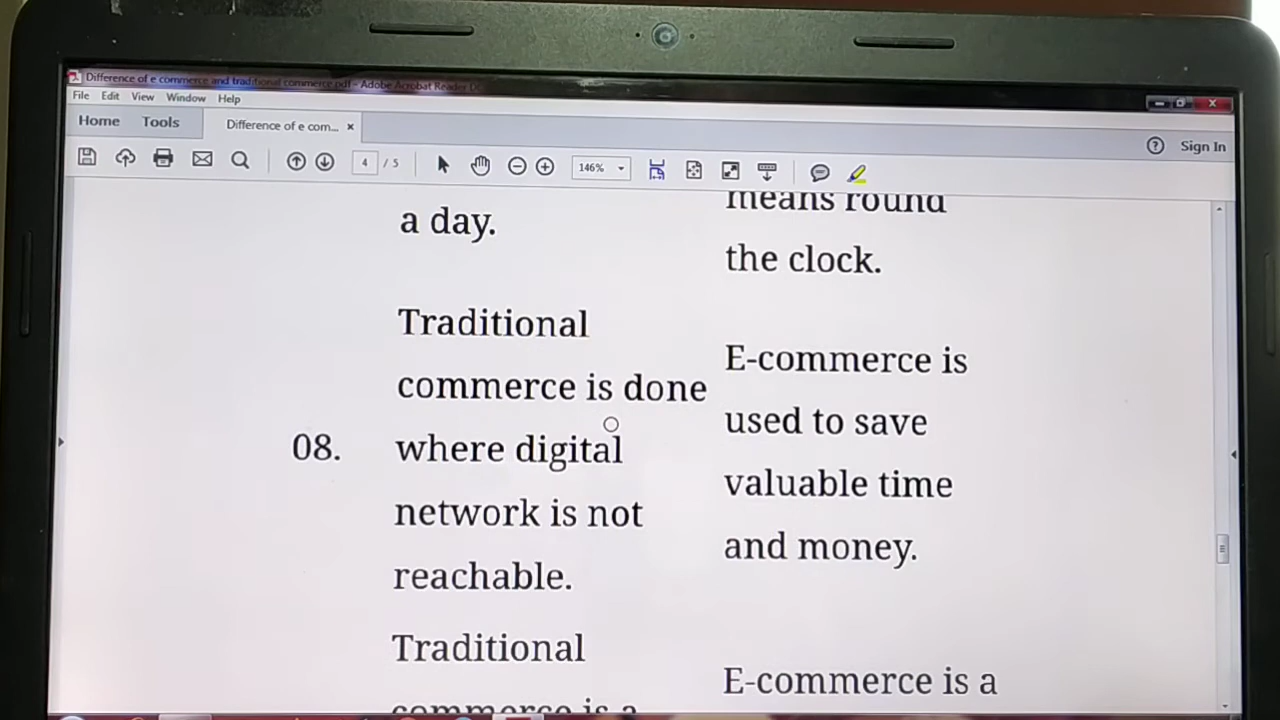 Difference of e commerce and traditional commerce.pdf - Adobe Acrobat Reader DC
File Edit View Window Help
Home Tools Difference of e com... × Sign In
4 / 5 146%
a day.
means round
the clock.
Traditional
commerce is done
08. where digital
network is not
reachable.
E-commerce is
used to save
valuable time
and money.
Traditional
commerce is a
E-commerce is a